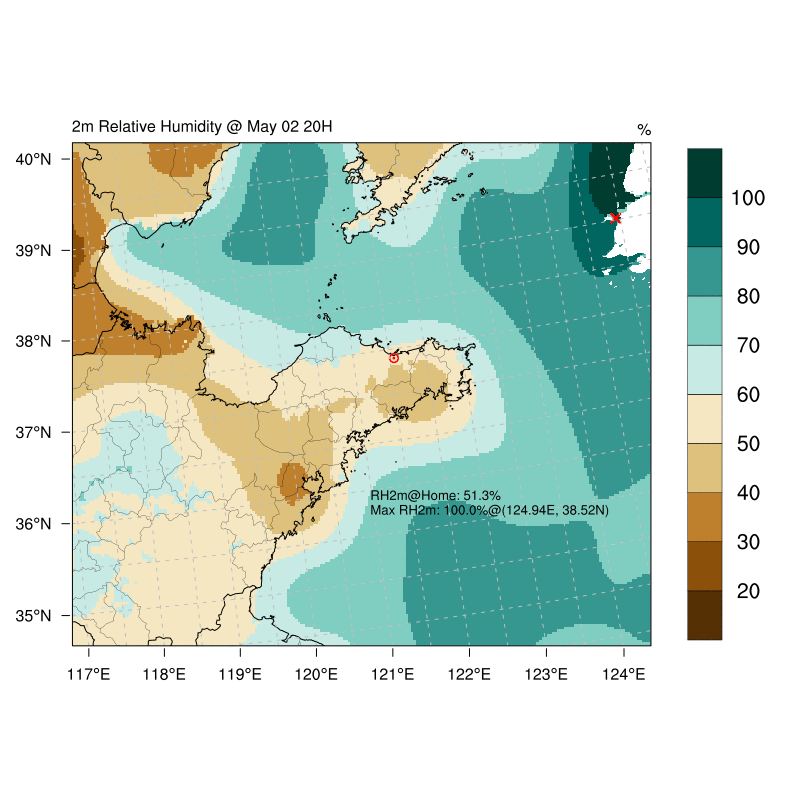 2m Relative Humidity @ May 02 20H
%
40°N
39°N
38°N
37°N
36°N
35°N
117°E 118°E 119°E 120°E 121°E 122°E 123°E 124°E
RH2m@Home: 51.3%
Max RH2m: 100.0%@(124.94E, 38.52N)
100
90
80
70
60
50
40
30
20